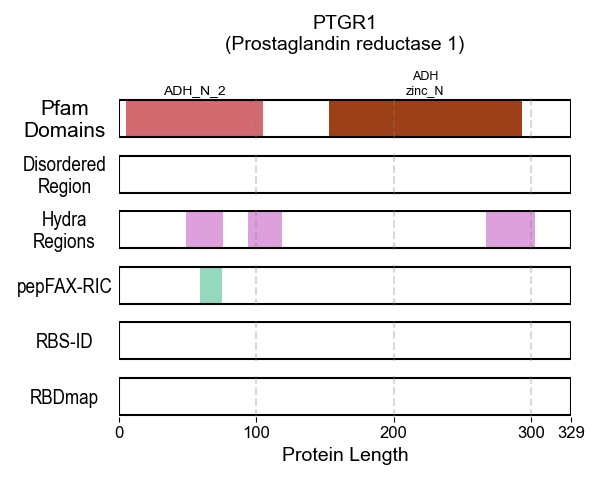 PTGR1
(Prostaglandin reductase 1)
ADH_N_2
ADH
zinc_N
Pfam
Domains
Disordered
Region
Hydra
Regions
pepFAX-RIC
RBS-ID
RBDmap
0 100 200 300 329
Protein Length